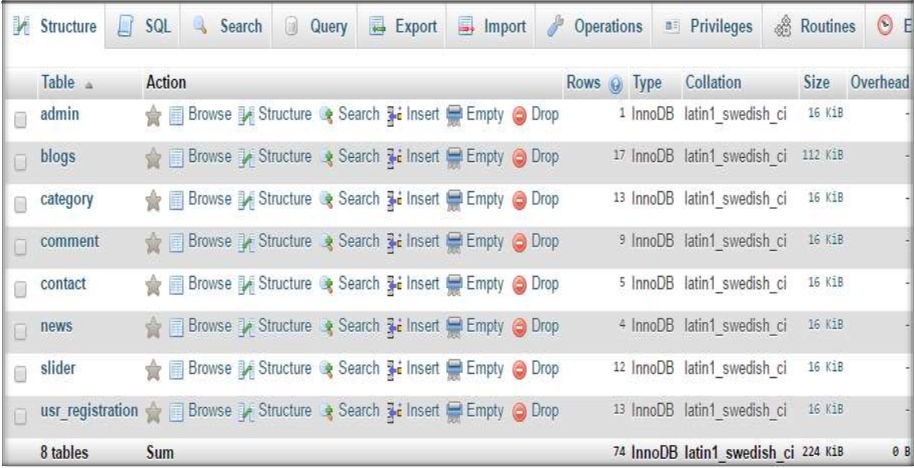 Structure SQL Search Query Export Import Operations Privileges Routines E
Table Action Rows Type Collation Size Overhead
admin Browse Structure Search Insert Empty Drop 1 InnoDB latin1_swedish_ci 16 KiB -
blogs Browse Structure Search Insert Empty Drop 17 InnoDB latin1_swedish_ci 112 KiB -
category Browse Structure Search Insert Empty Drop 13 InnoDB latin1_swedish_ci 16 KiB -
comment Browse Structure Search Insert Empty Drop 9 InnoDB latin1_swedish_ci 16 KiB -
contact Browse Structure Search Insert Empty Drop 5 InnoDB latin1_swedish_ci 16 KiB -
news Browse Structure Search Insert Empty Drop 4 InnoDB latin1_swedish_ci 16 KiB -
slider Browse Structure Search Insert Empty Drop 12 InnoDB latin1_swedish_ci 16 KiB -
usr_registration Browse Structure Search Insert Empty Drop 13 InnoDB latin1_swedish_ci 16 KiB -
8 tables Sum 74 InnoDB latin1_swedish_ci 224 KiB 0 B